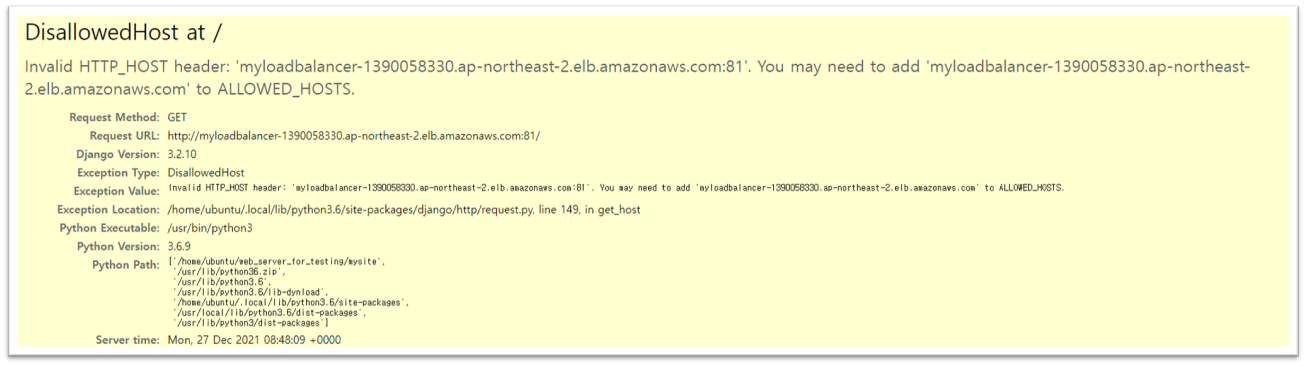 DisallowedHost at /
Invalid HTTP_HOST header: 'myloadbalancer-1390058330.ap-northeast-2.elb.amazonaws.com:81'. You may need to add 'myloadbalancer-1390058330.ap-northeast-
2.elb.amazonaws.com' to ALLOWED_HOSTS.
Request Method: GET
Request URL: http://myloadbalancer-1390058330.ap-northeast-2.elb.amazonaws.com:81/
Django Version: 3.2.10
Exception Type: DisallowedHost
Exception Value: Invalid HTTP_HOST header: 'myloadbalancer-1390058330.ap-northeast-2.elb.amazonaws.com:81'. You may need to add 'myloadbalancer-1390058330.ap-northeast-2.elb.amazonaws.com' to ALLOWED_HOSTS.
Exception Location: /home/ubuntu/.local/lib/python3.6/site-packages/django/http/request.py, line 149, in get_host
Python Executable: /usr/bin/python3
Python Version: 3.6.9
Python Path: ['/home/ubuntu/web_server_for_testing/mysite',
'/usr/lib/python36.zip',
'/usr/lib/python3.6',
'/usr/lib/python3.6/lib-dynload',
'/home/ubuntu/.local/lib/python3.6/site-packages',
'/usr/local/lib/python3.6/dist-packages',
'/usr/lib/python3/dist-packages']
Server time: Mon, 27 Dec 2021 08:48:09 +0000